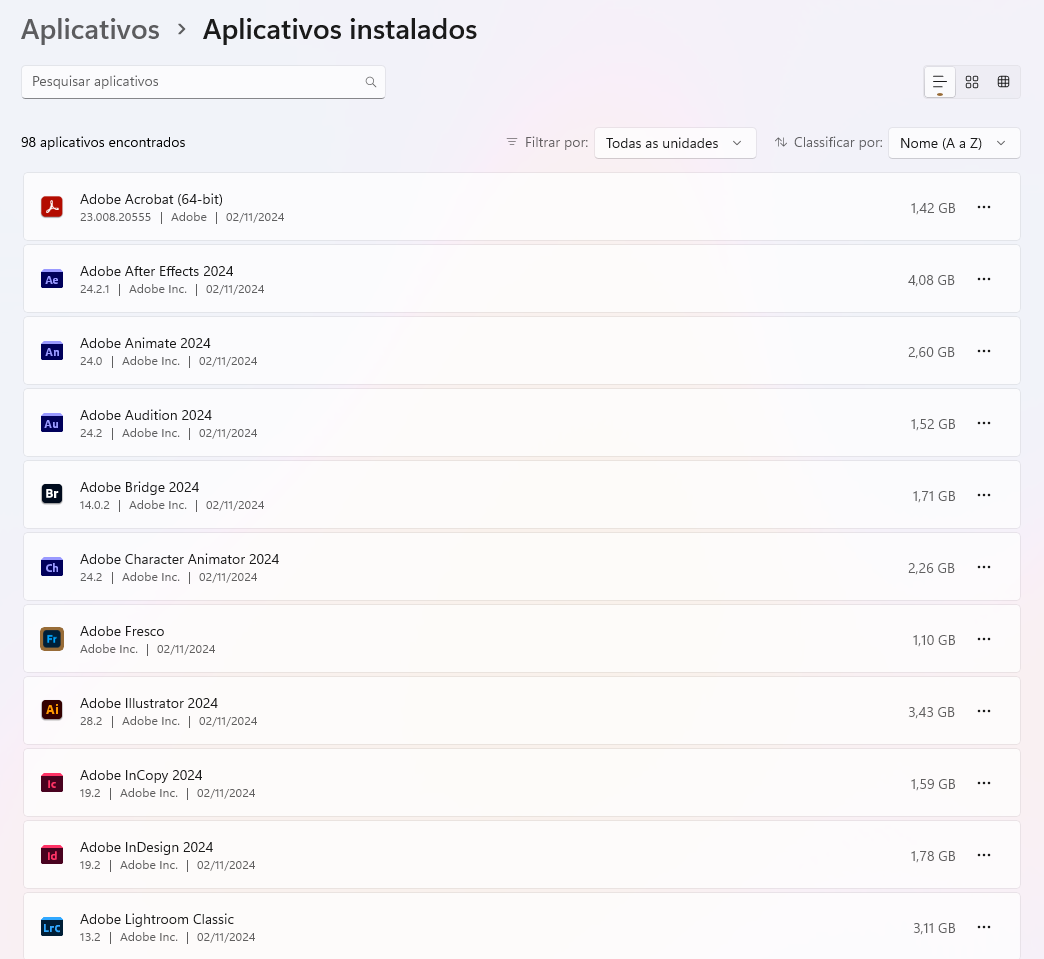 Aplicativos > Aplicativos instalados
Pesquisar aplicativos
98 aplicativos encontrados Filtrar por: Todas as unidades Classificar por: Nome (A a Z)
Adobe Acrobat (64-bit)
23.008.20555 | Adobe | 02/11/2024
1,42 GB
Ae
Adobe After Effects 2024
24.2.1 | Adobe Inc. | 02/11/2024
4,08 GB
An
Adobe Animate 2024
24.0 | Adobe Inc. | 02/11/2024
2,60 GB
Au
Adobe Audition 2024
24.2 | Adobe Inc. | 02/11/2024
1,52 GB
Br
Adobe Bridge 2024
14.0.2 | Adobe Inc. | 02/11/2024
1,71 GB
Ch
Adobe Character Animator 2024
24.2 | Adobe Inc. | 02/11/2024
2,26 GB
Fr
Adobe Fresco
Adobe Inc. | 02/11/2024
1,10 GB
Ai
Adobe Illustrator 2024
28.2 | Adobe Inc. | 02/11/2024
3,43 GB
Ic
Adobe InCopy 2024
19.2 | Adobe Inc. | 02/11/2024
1,59 GB
Id
Adobe InDesign 2024
19.2 | Adobe Inc. | 02/11/2024
1,78 GB
LrC
Adobe Lightroom Classic
13.2 | Adobe Inc. | 02/11/2024
3,11 GB